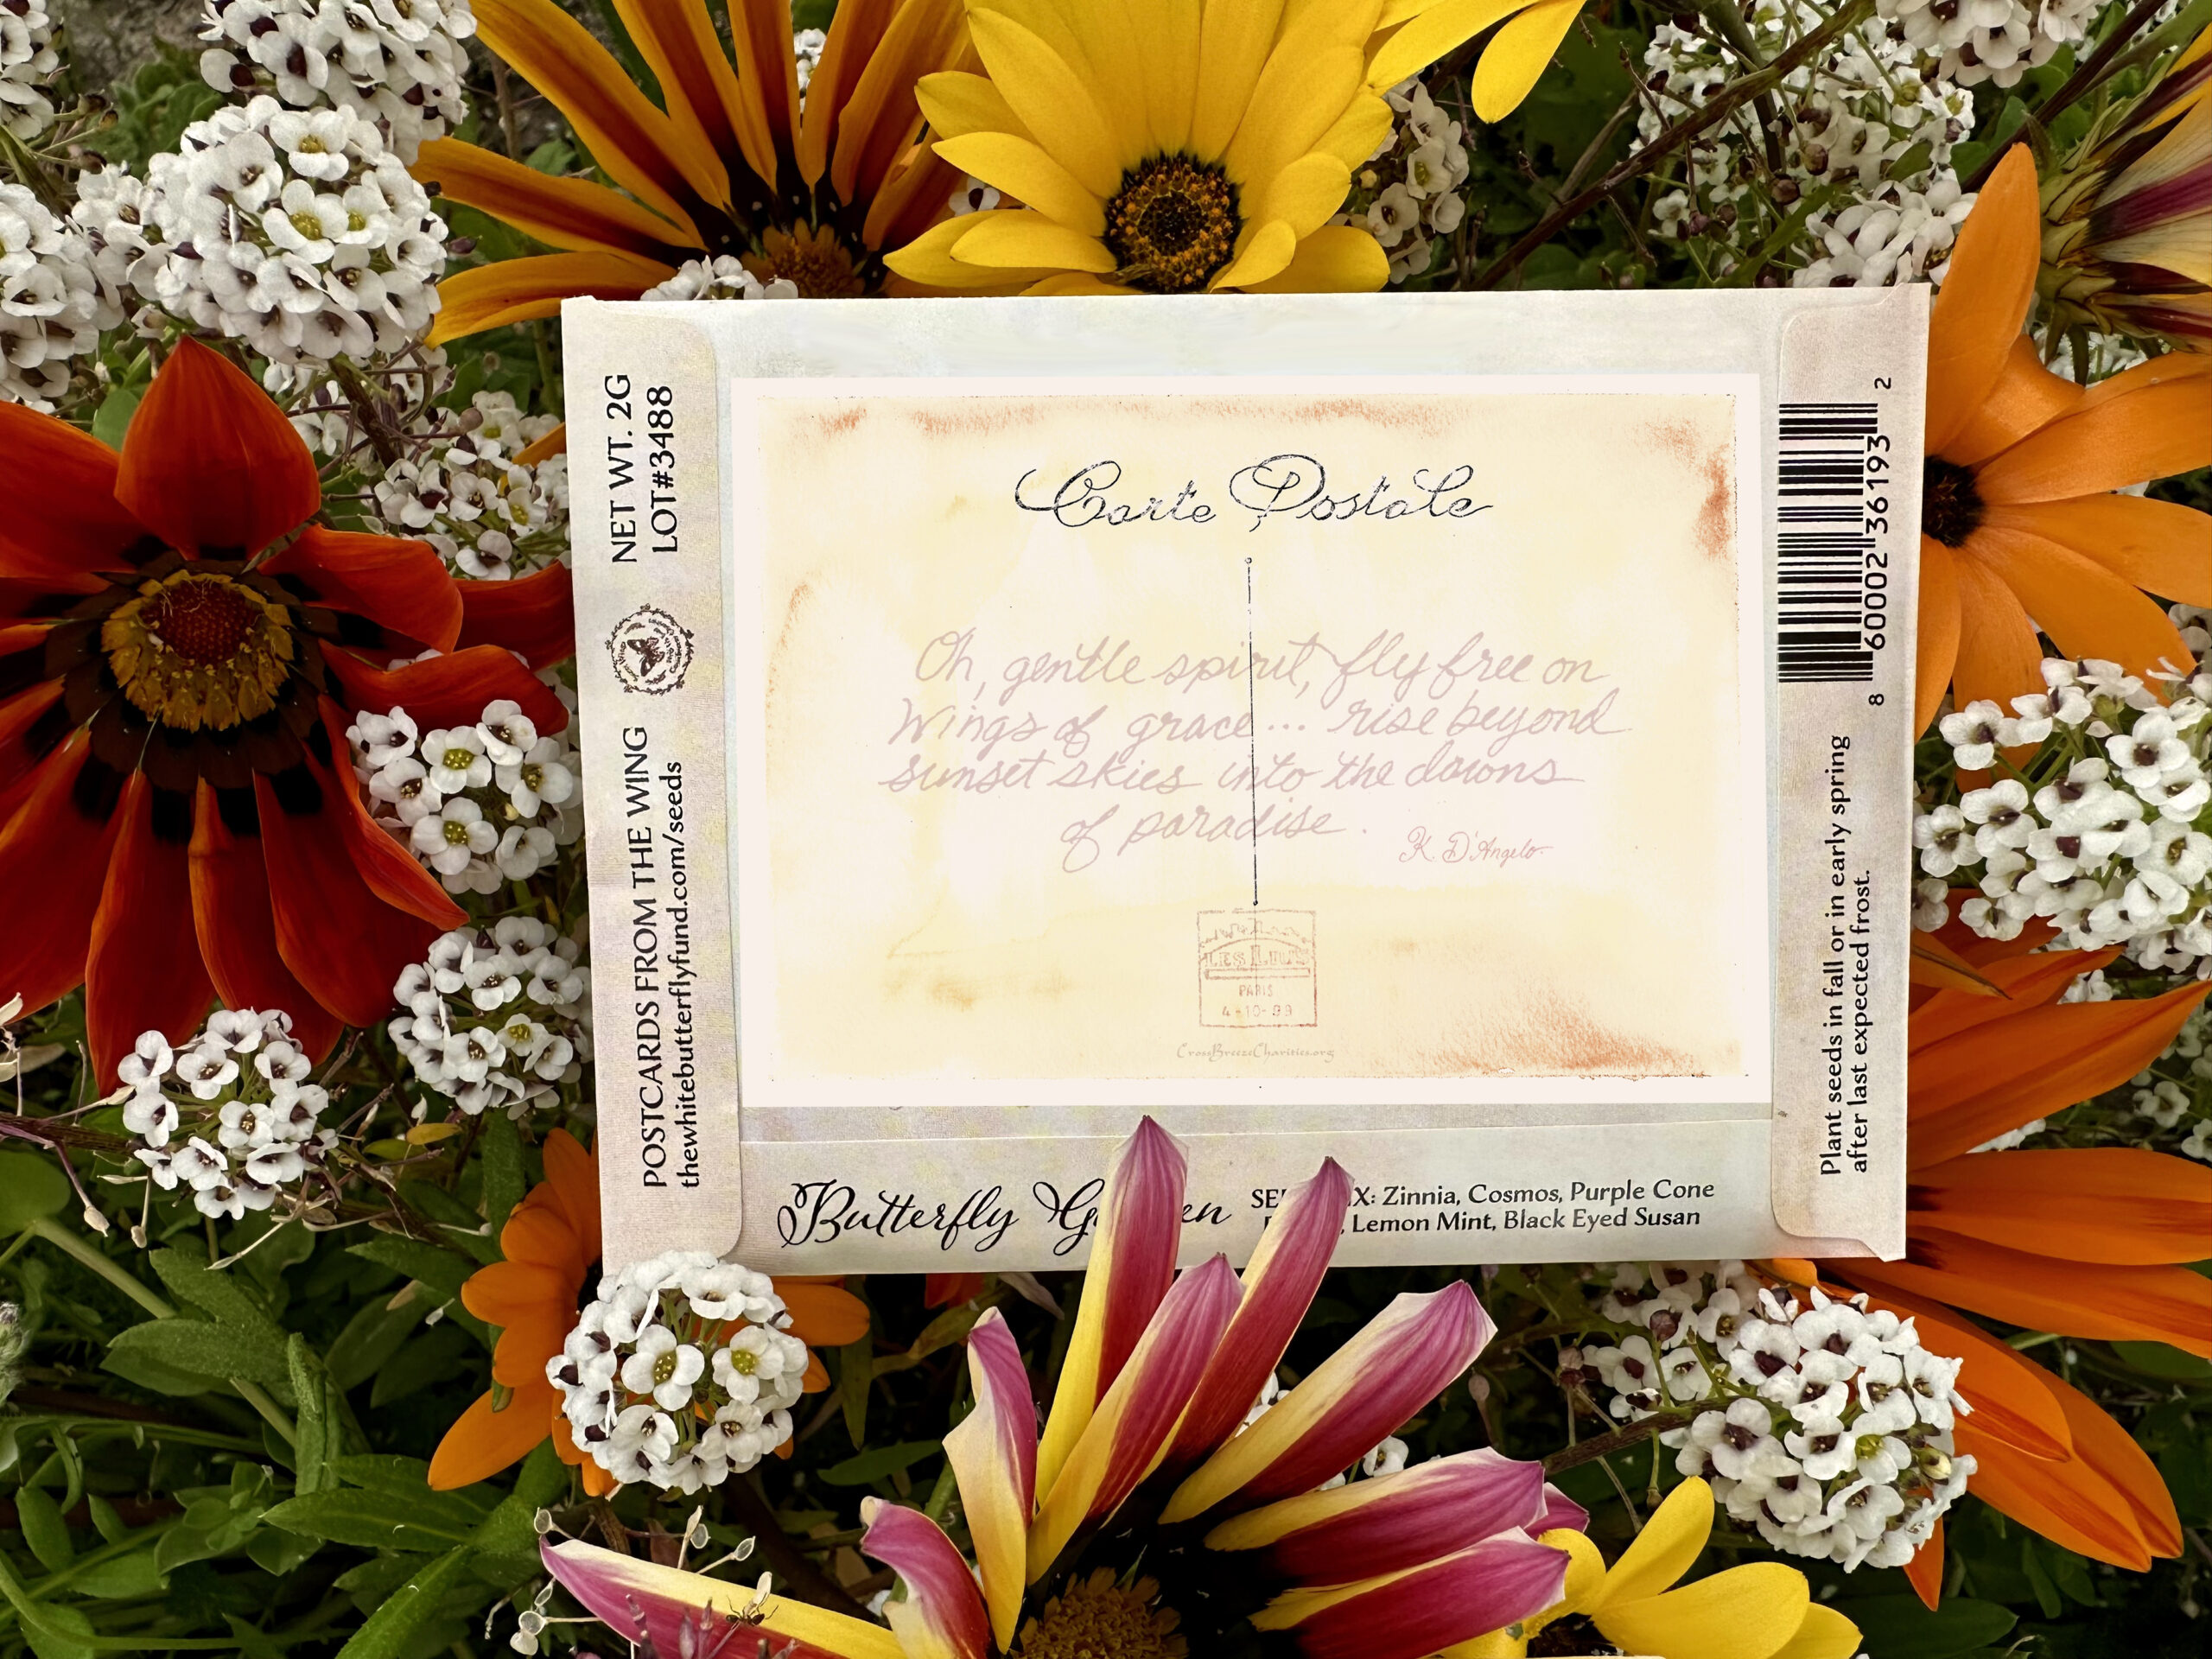 Carte Postale
Oh, gentle spirit, fly free on
Wings of grace... rise beyond
sunset skies into the dawns
of paradise.
K. D'Angelo
PARIS
4-10-99
CrossBreezeCharities.org
NET WT. 2G
LOT#3488
POSTCARDS FROM THE WING
thewhitebutterflyfund.com/seeds
8 60002 36193 2
Plant seeds in fall or in early spring
after last expected frost.
Butterfly
Zinnia, Cosmos, Purple Cone
Lemon Mint, Black Eyed Susan